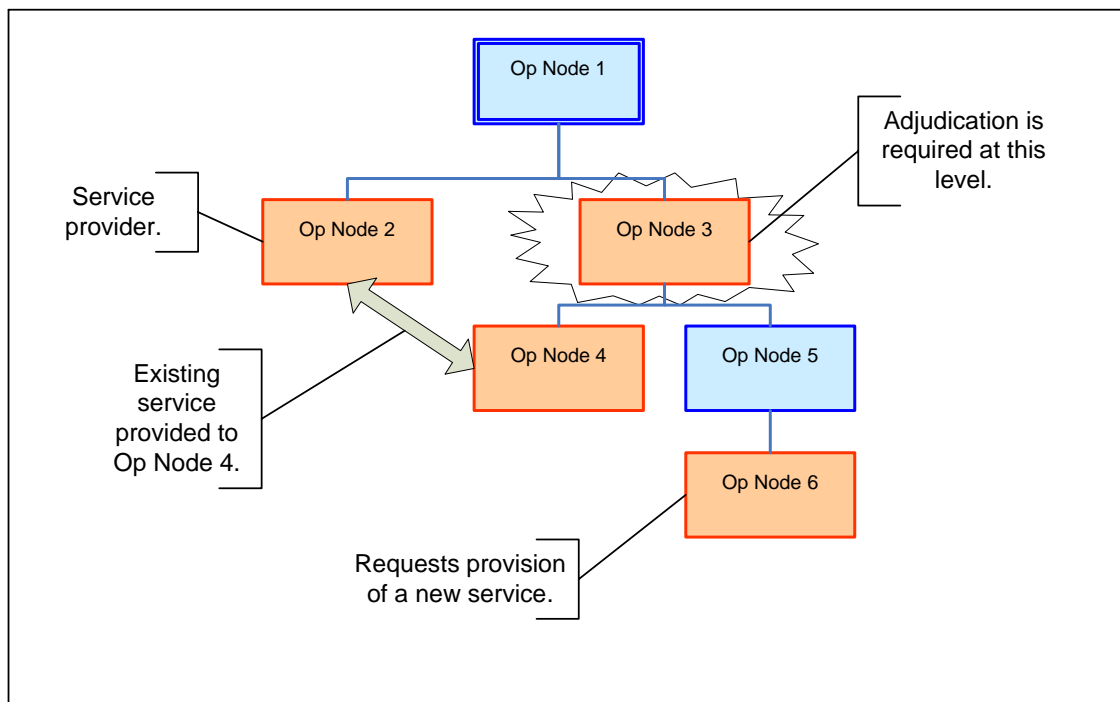 Op Node 1
Adjudication is
required at this
level.
Service
provider.
Op Node 2
Op Node 3
Existing
service
provided to
Op Node 4.
Op Node 4
Op Node 5
Op Node 6
Requests provision
of a new service.